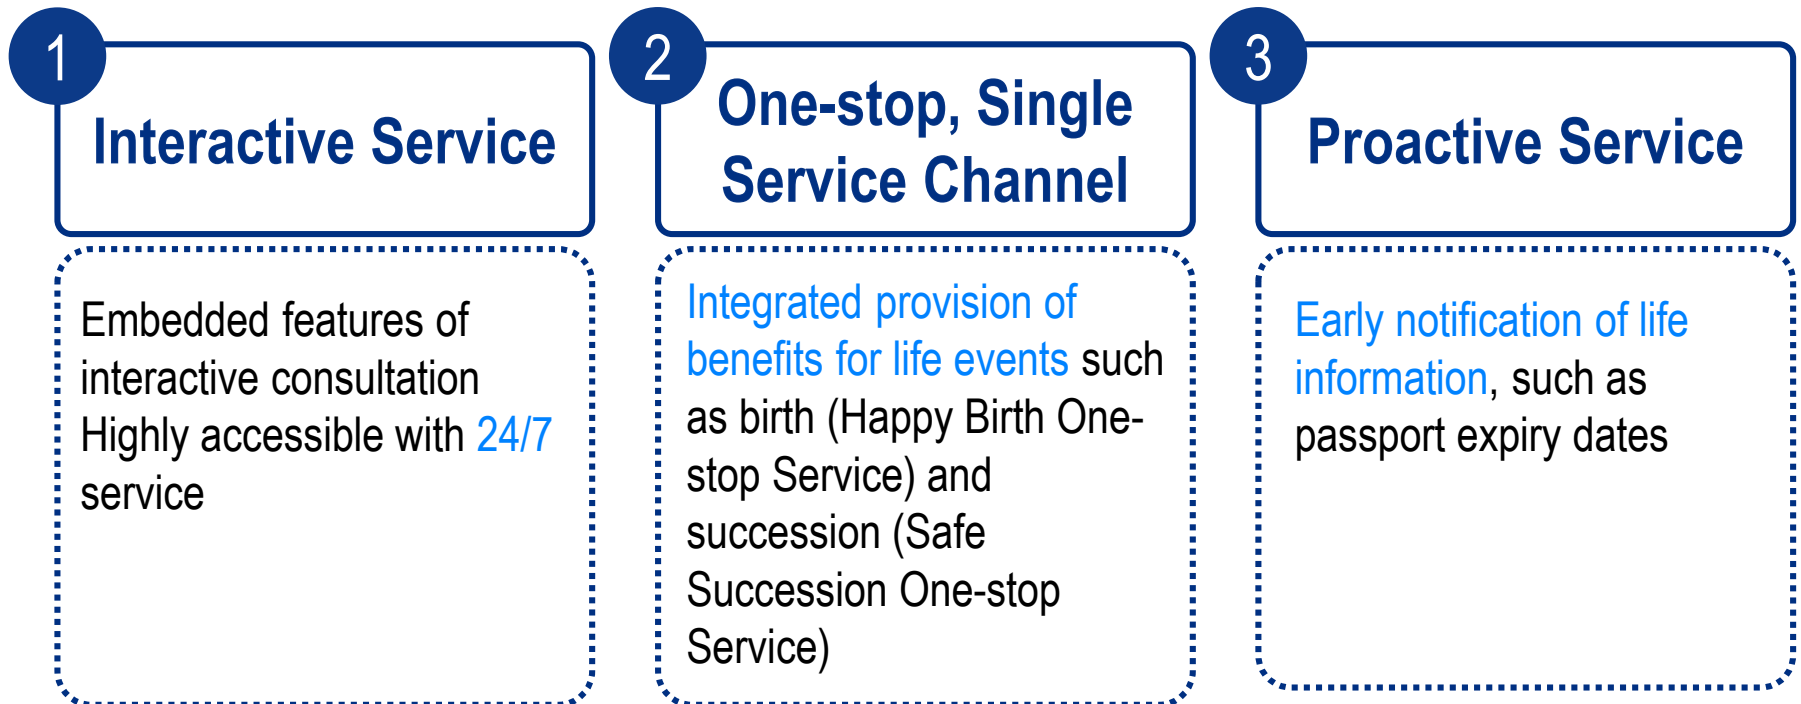 1
Interactive Service
Embedded features of
interactive consultation
Highly accessible with 24/7
service
2
One-stop, Single
Service Channel
Integrated provision of
benefits for life events such
as birth (Happy Birth One-
stop Service) and
succession (Safe
Succession One-stop
Service)
3
Proactive Service
Early notification of life
information, such as
passport expiry dates